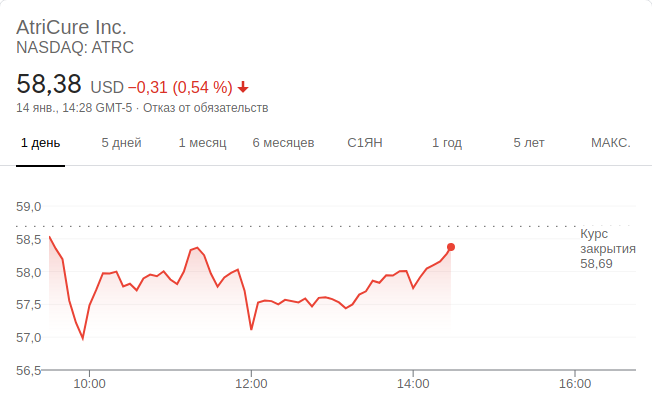 AtriCure Inc.
NASDAQ: ATRC
58,38 USD −0,31 (0,54 %)
14 янв., 14:28 GMT-5 · Отказ от обязательств
1 день 5 дней 1 месяц 6 месяцев С1ЯН 1 год 5 лет МАКС.
59,0
58,5
58,0
57,5
57,0
56,5
Курс
закрытия
58,69
10:00 12:00 14:00 16:00